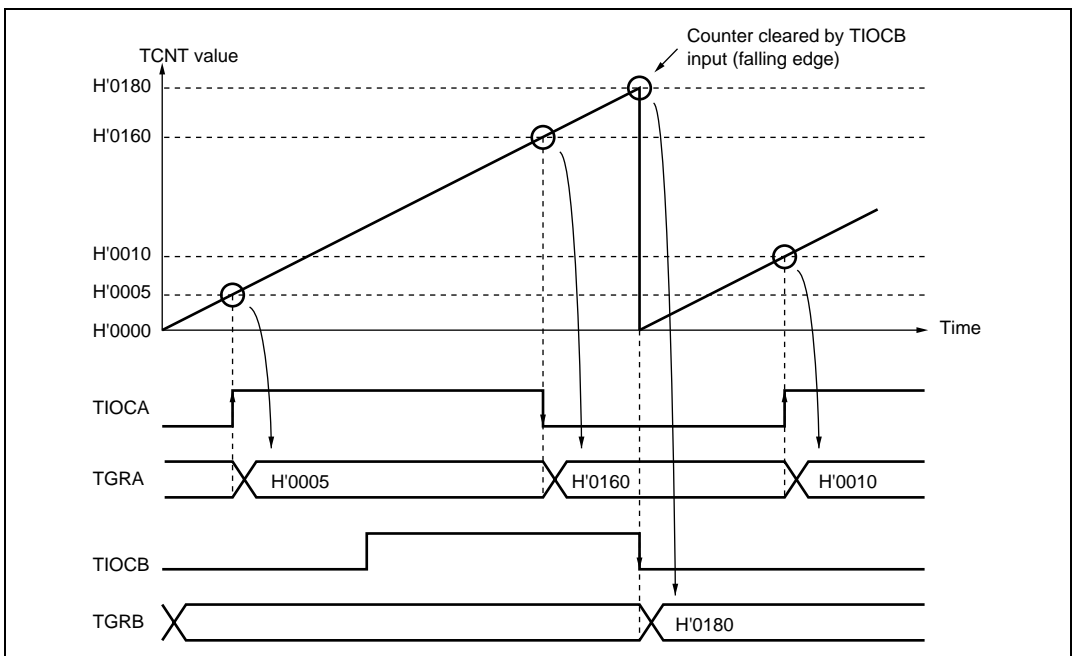 Counter cleared by TIOCB
input (falling edge)
TCNT value
H'0180
H'0160
H'0010
H'0005
H'0000
Time
TIOCA
TGRA
H'0005
H'0160
H'0010
TIOCB
TGRB
H'0180